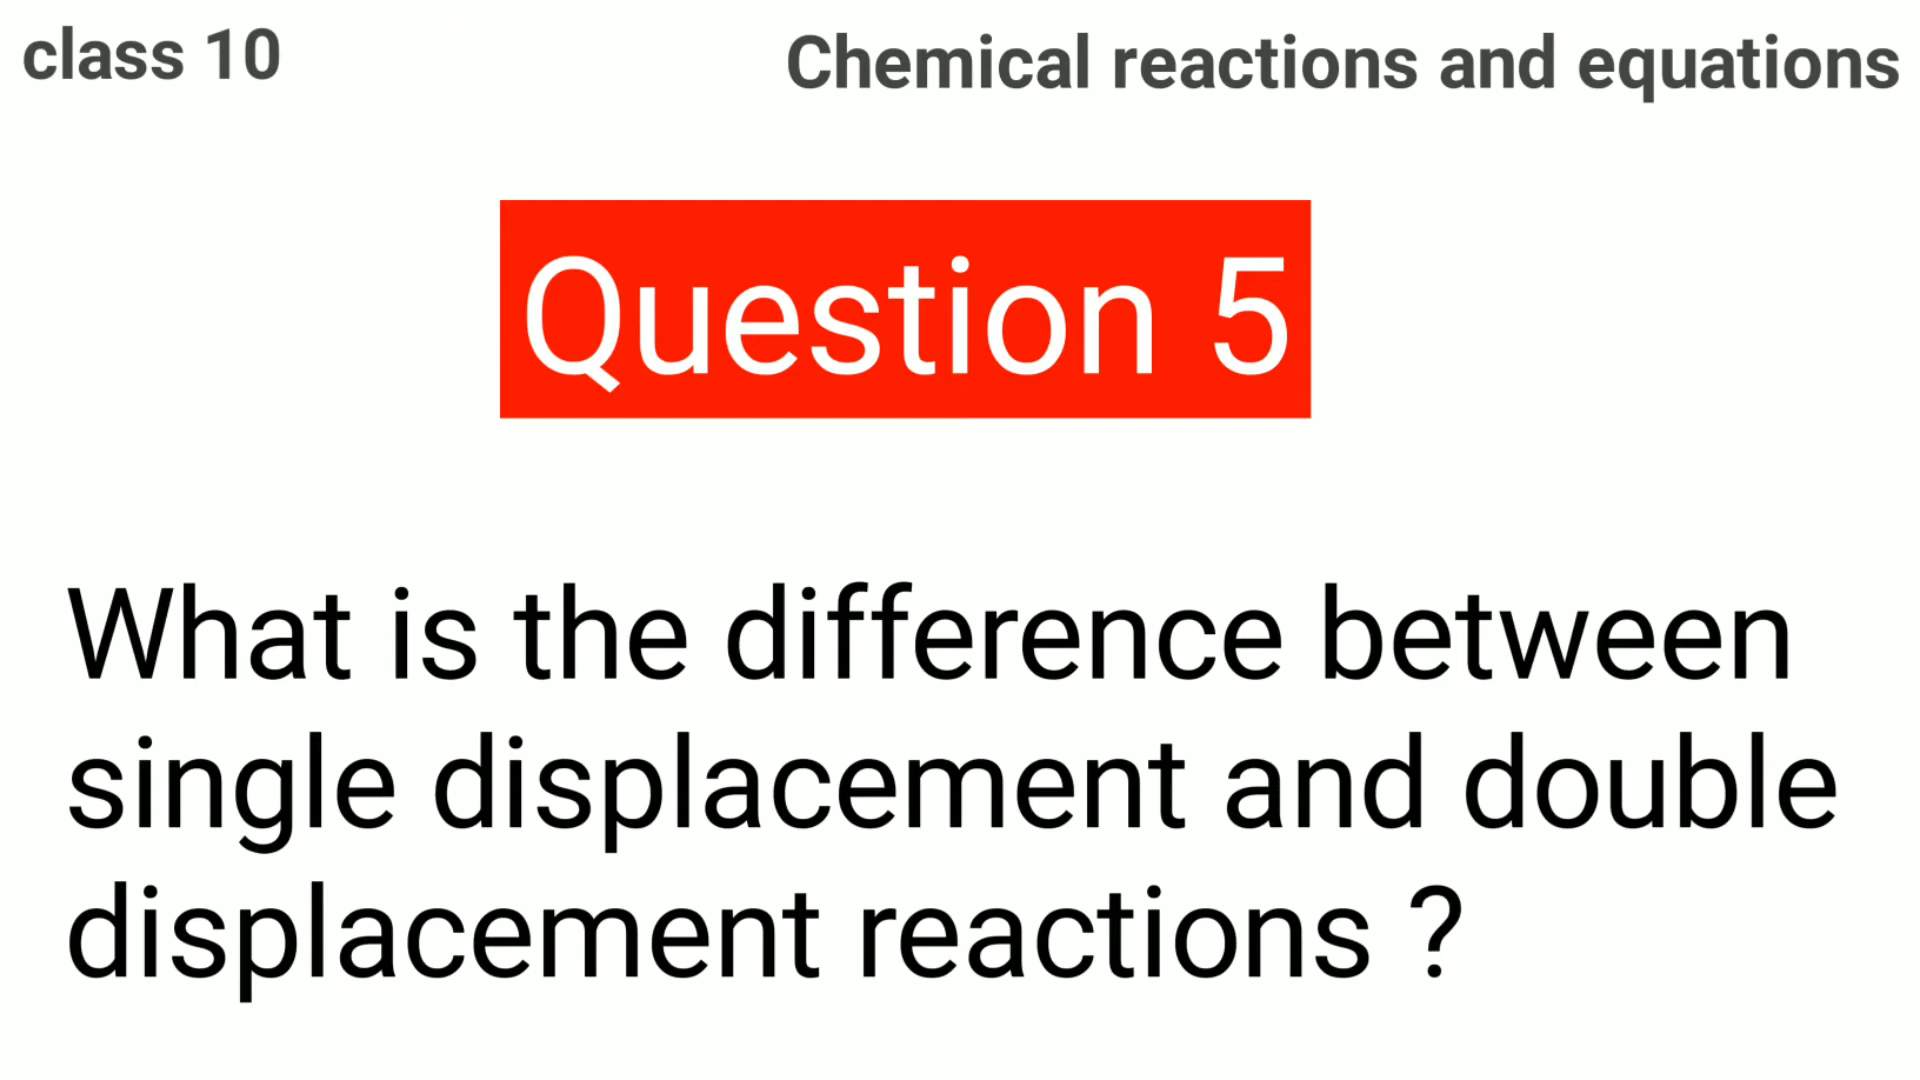 class 10
Chemical reactions and equations
Question 5
What is the difference between
single displacement and double
displacement reactions ?